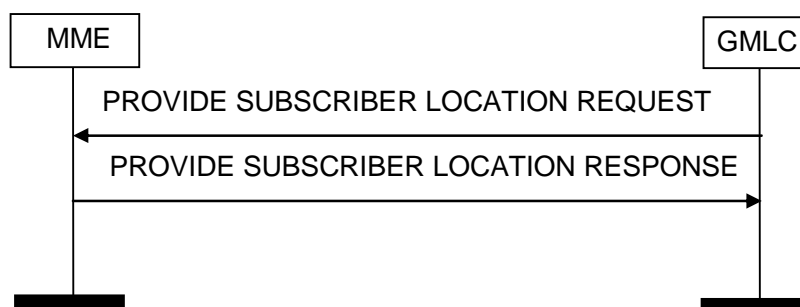 MME
GMLC
PROVIDE SUBSCRIBER LOCATION REQUEST
PROVIDE SUBSCRIBER LOCATION RESPONSE